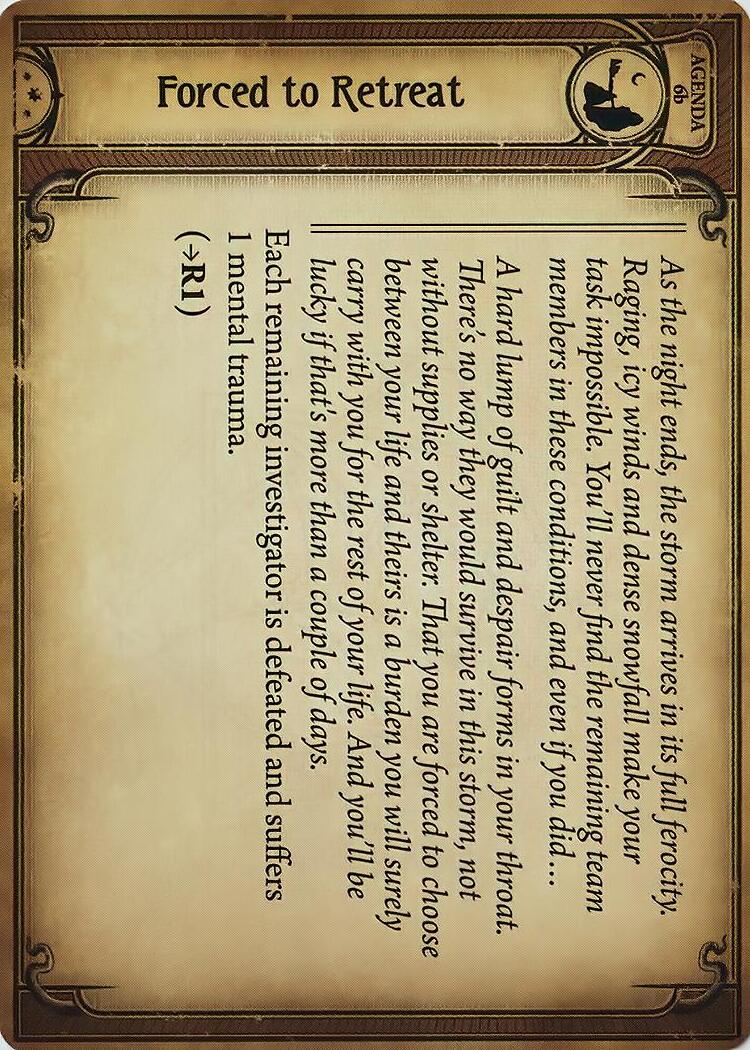 AGENDA
6b
Forced to Retreat
As the night ends, the storm arrives in its full ferocity.
Raging, icy winds and dense snowfall make your
task impossible. You'll never find the remaining team
members in these conditions, and even if you did…
A hard lump of guilt and despair forms in your throat.
There's no way they would survive in this storm, not
without supplies or shelter. That you are forced to choose
between your life and theirs is a burden you will surely
carry with you for the rest of your life. And you'll be
lucky if that's more than a couple of days.
Each remaining investigator is defeated and suffers
1 mental trauma.
(→R1)